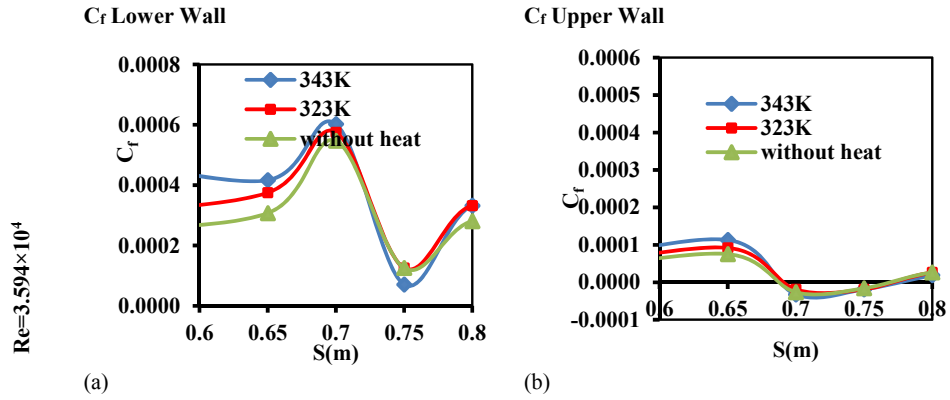 Cf Lower Wall
Cf Upper Wall
Re=3.594×10⁴
0.0008
0.0006
0.0004
0.0002
0.0000
Cf
343K
323K
without heat
0.6 0.65 0.7 0.75 0.8
S(m)
(a)
0.0006
0.0005
0.0004
0.0003
0.0002
0.0001
0.0000
-0.0001
Cf
343K
323K
without heat
0.6 0.65 0.7 0.75 0.8
S(m)
(b)